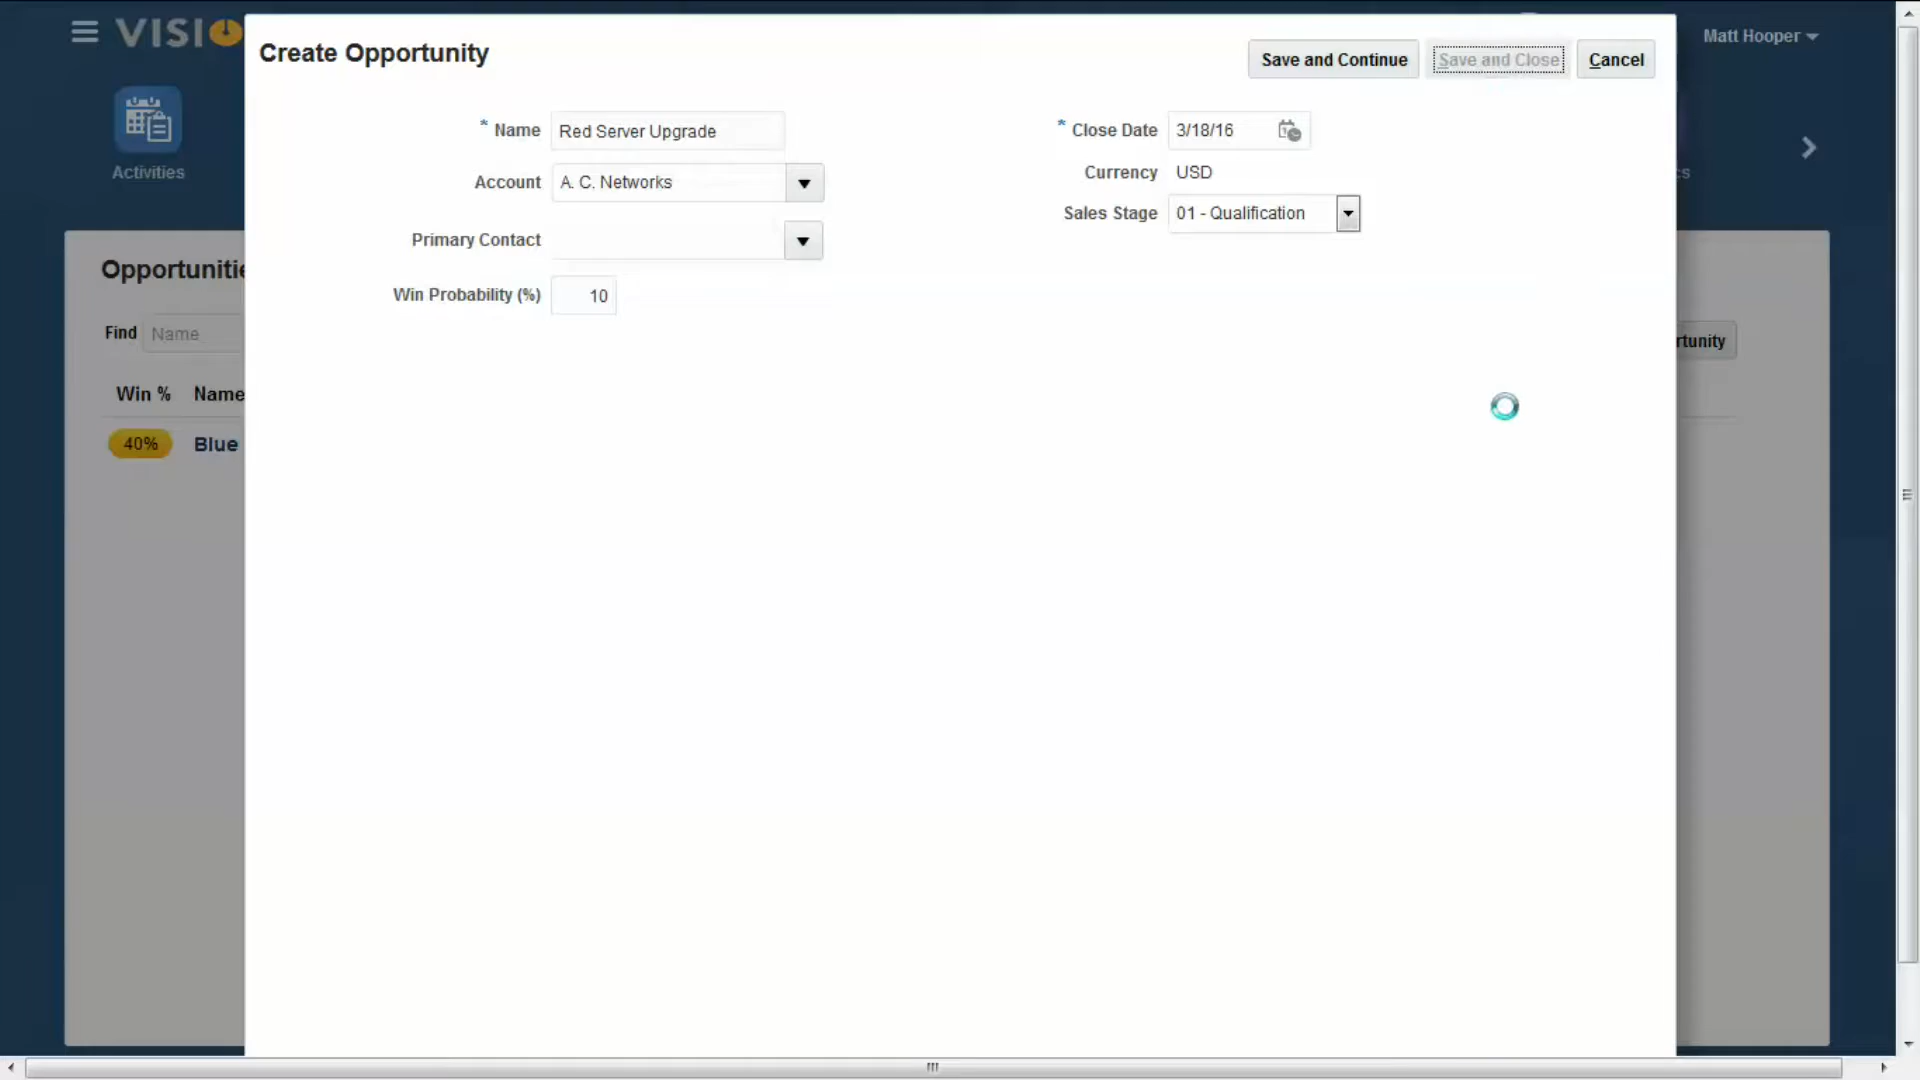 VISI
Matt Hooper
Create Opportunity
Save and Continue
Save and Close
Cancel
* Name Red Server Upgrade
* Close Date 3/18/16
Activities
Account A. C. Networks
Currency USD
cs
Sales Stage 01 - Qualification
Primary Contact
Opportunitie
Win Probability (%) 10
Find Name
rtunity
Win % Name
40% Blue